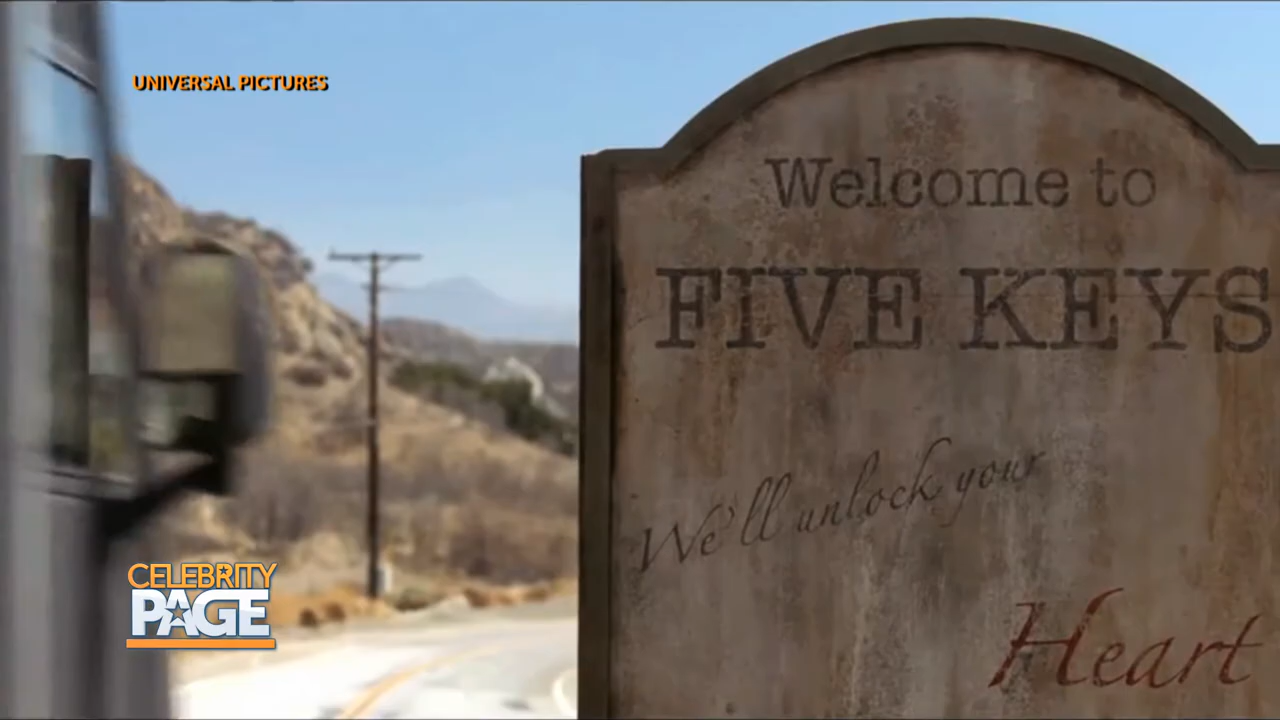 UNIVERSAL PICTURES
Welcome to
FIVE KEYS
We'll unlock your
Heart
CELEBRITY
PAGE